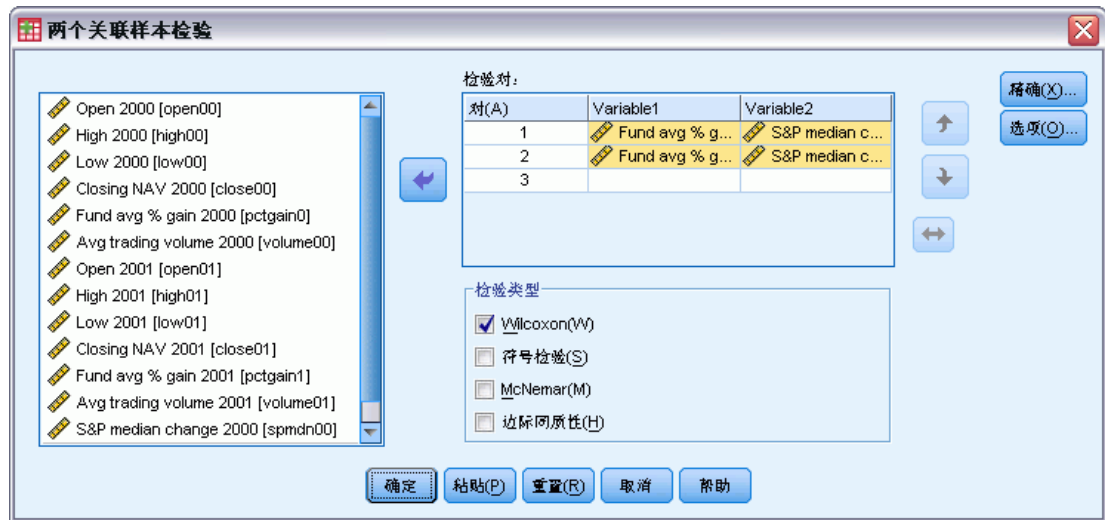 两个关联样本检验
Open 2000 [open00]
High 2000 [high00]
Low 2000 [low00]
Closing NAV 2000 [close00]
Fund avg % gain 2000 [pctgain0]
Avg trading volume 2000 [volume00]
Open 2001 [open01]
High 2001 [high01]
Low 2001 [low01]
Closing NAV 2001 [close01]
Fund avg % gain 2001 [pctgain1]
Avg trading volume 2001 [volume01]
S&P median change 2000 [spmdn00]
检验对:
对(A) Variable1 Variable2
1 Fund avg % g... S&P median c...
2 Fund avg % g... S&P median c...
3
检验类型
Wilcoxon(W)
符号检验(S)
McNemar(M)
边际同质性(H)
精确(X)...
选项(O)...
确定 粘贴(P) 重置(R) 取消 帮助